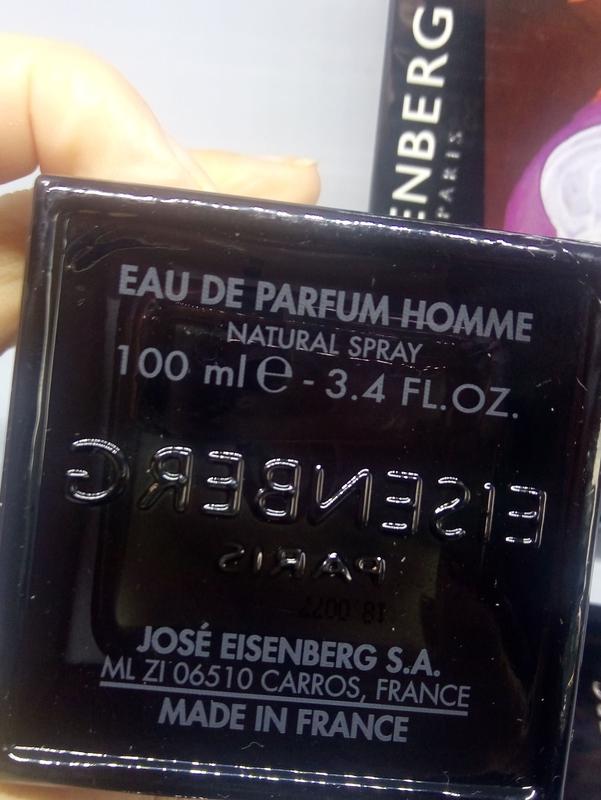 ENBERG
PARIS
EAU DE PARFUM HOMME
NATURAL SPRAY
100 ml e - 3.4 FL.OZ.
EISENBERG
PARIS
JOSÉ EISENBERG S.A.
ML ZI 06510 CARROS, FRANCE
MADE IN FRANCE